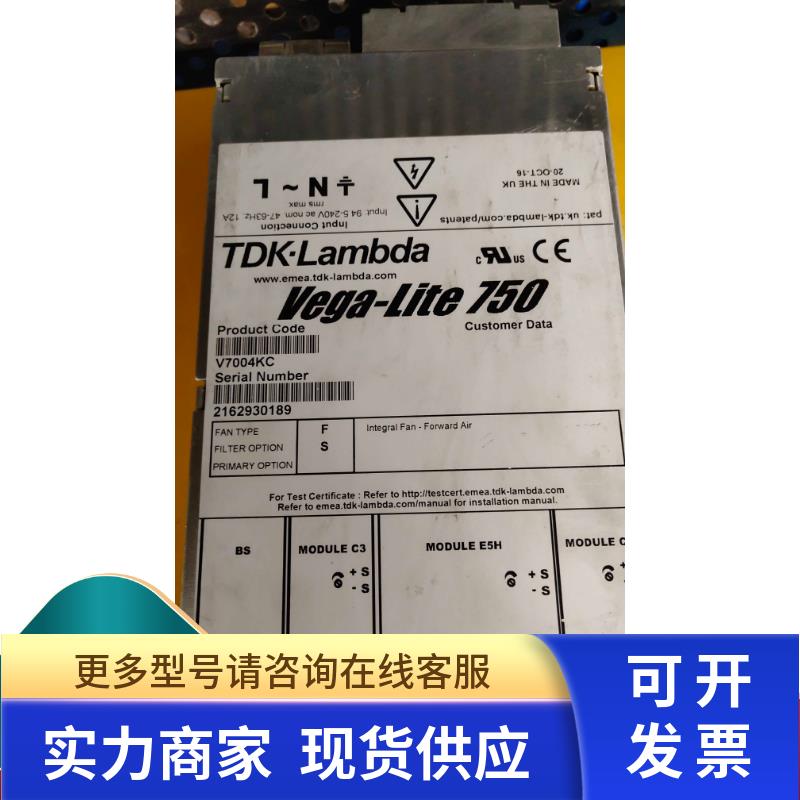 MADE IN THE UK
20-OCT-16
pat: uk.tdk-lambda.com/patents
Input Connection
Input 94.5-240V ac nom. 47-63Hz 12A
rms max
N ~ L
TDK·Lambda
www.emea.tdk-lambda.com
c UR US CE
Vega-Lite 750
Product Code
Customer Data
V7004KC
Serial Number
2162930189
FAN TYPE F Integral Fan - Forward Air
FILTER OPTION S
PRIMARY OPTION
For Test Certificate : Refer to http://testcert.emea.tdk-lambda.com
Refer to emea.tdk-lambda.com/manual for installation manual.
BS MODULE C3 MODULE E5H MODULE C
+ S + S +
- S - S -
更多型号请咨询在线客服
实力商家 现货供应
可开
发票